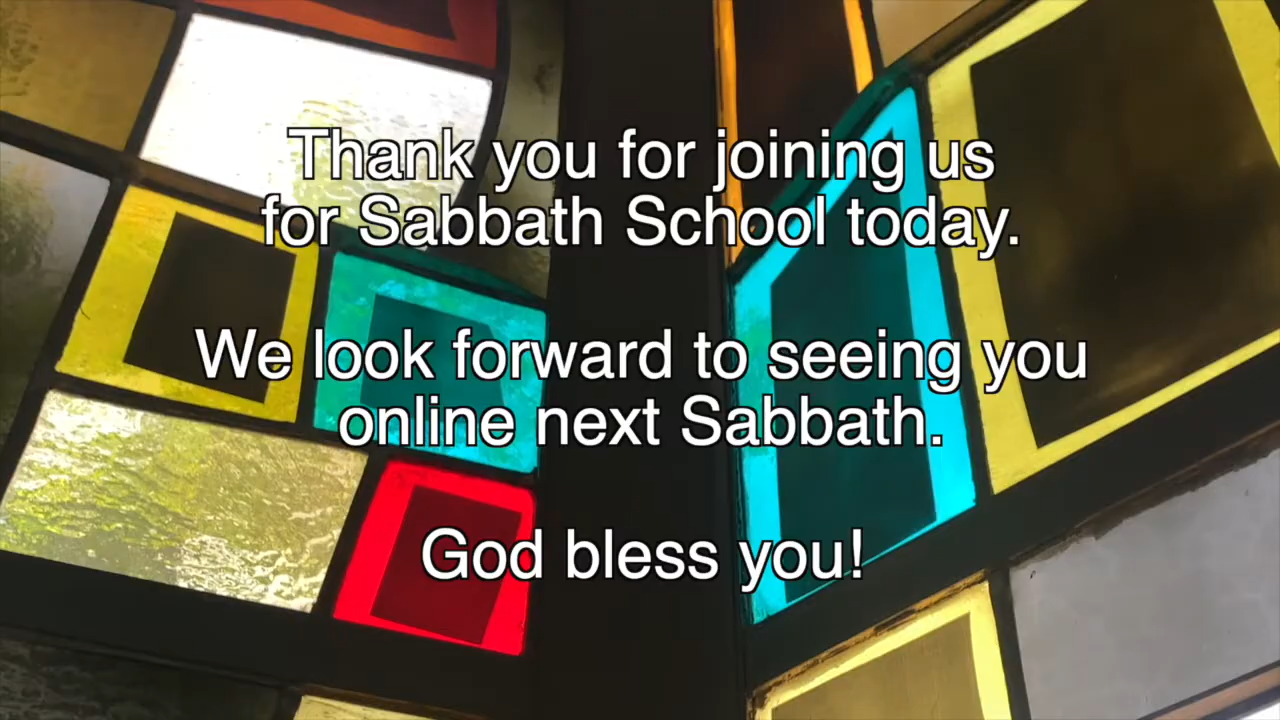 Thank you for joining us
for Sabbath School today.
We look forward to seeing you
online next Sabbath.
God bless you!